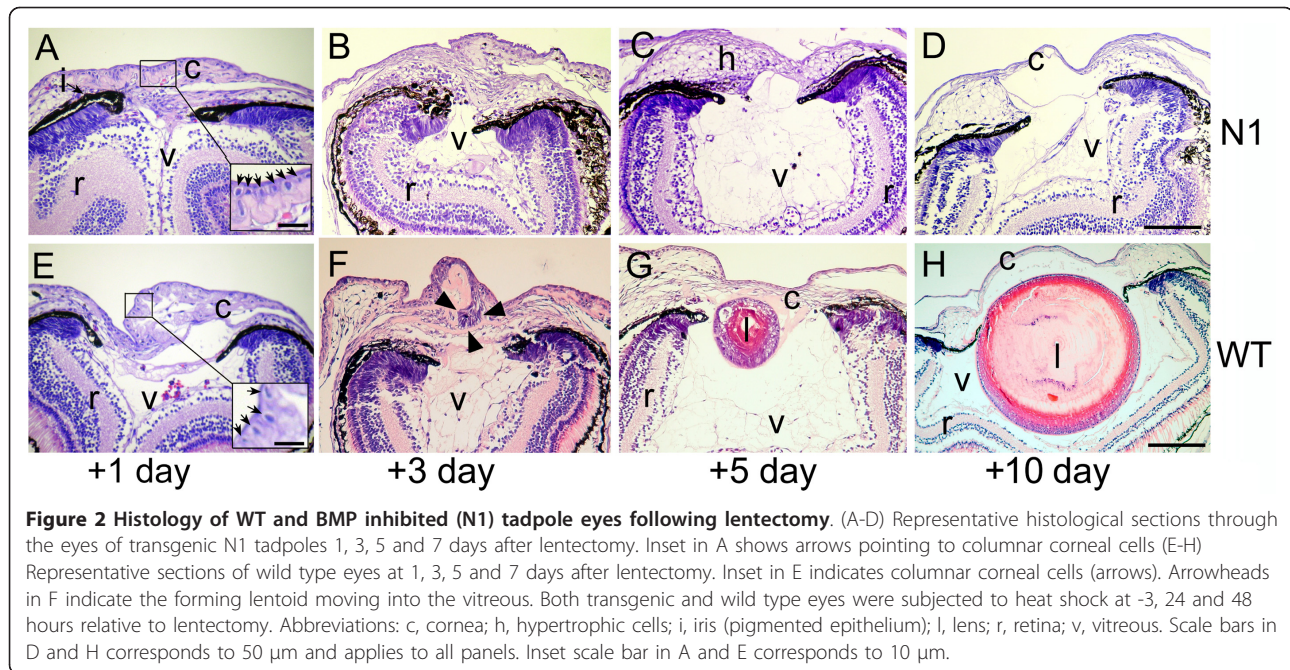 A
B
C
D
i
c
h
c
v
v
v
v
r
r
r
r
N1
E
F
G
H
c
c
c
l
l
r
v
v
r
v
v
r
WT
+1 day
+3 day
+5 day
+10 day
Figure 2 Histology of WT and BMP inhibited (N1) tadpole eyes following lentectomy. (A-D) Representative histological sections through
the eyes of transgenic N1 tadpoles 1, 3, 5 and 7 days after lentectomy. Inset in A shows arrows pointing to columnar corneal cells (E-H)
Representative sections of wild type eyes at 1, 3, 5 and 7 days after lentectomy. Inset in E indicates columnar corneal cells (arrows). Arrowheads
in F indicate the forming lentoid moving into the vitreous. Both transgenic and wild type eyes were subjected to heat shock at -3, 24 and 48
hours relative to lentectomy. Abbreviations: c, cornea; h, hypertrophic cells; i, iris (pigmented epithelium); l, lens; r, retina; v, vitreous. Scale bars in
D and H corresponds to 50 μm and applies to all panels. Inset scale bar in A and E corresponds to 10 μm.